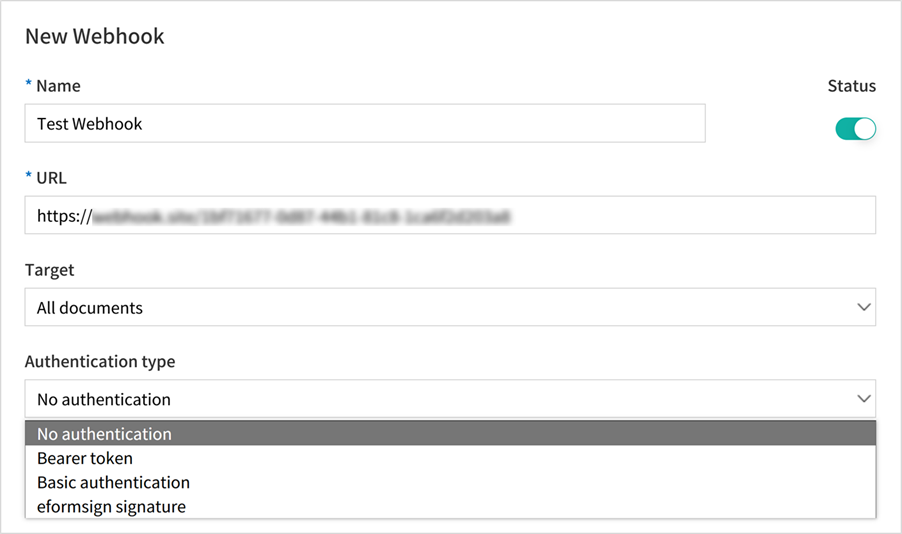 New Webhook
* Name
Status
Test Webhook
* URL
https://
Target
All documents
Authentication type
No authentication
No authentication
Bearer token
Basic authentication
eformsign signature